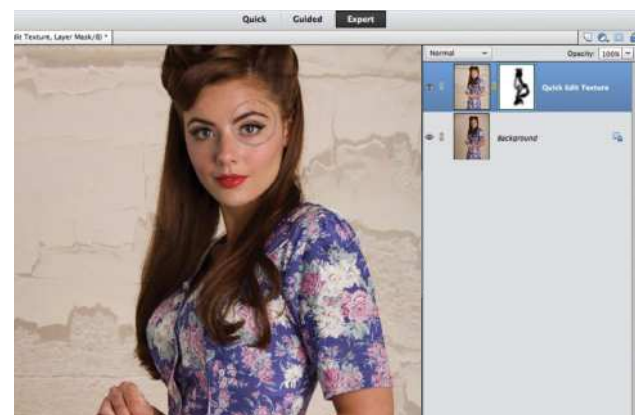 Quick Guided Expert
dit Texture, Layer Mask/8) *
Normal Opacity: 100%
Quick Edit Texture
Background